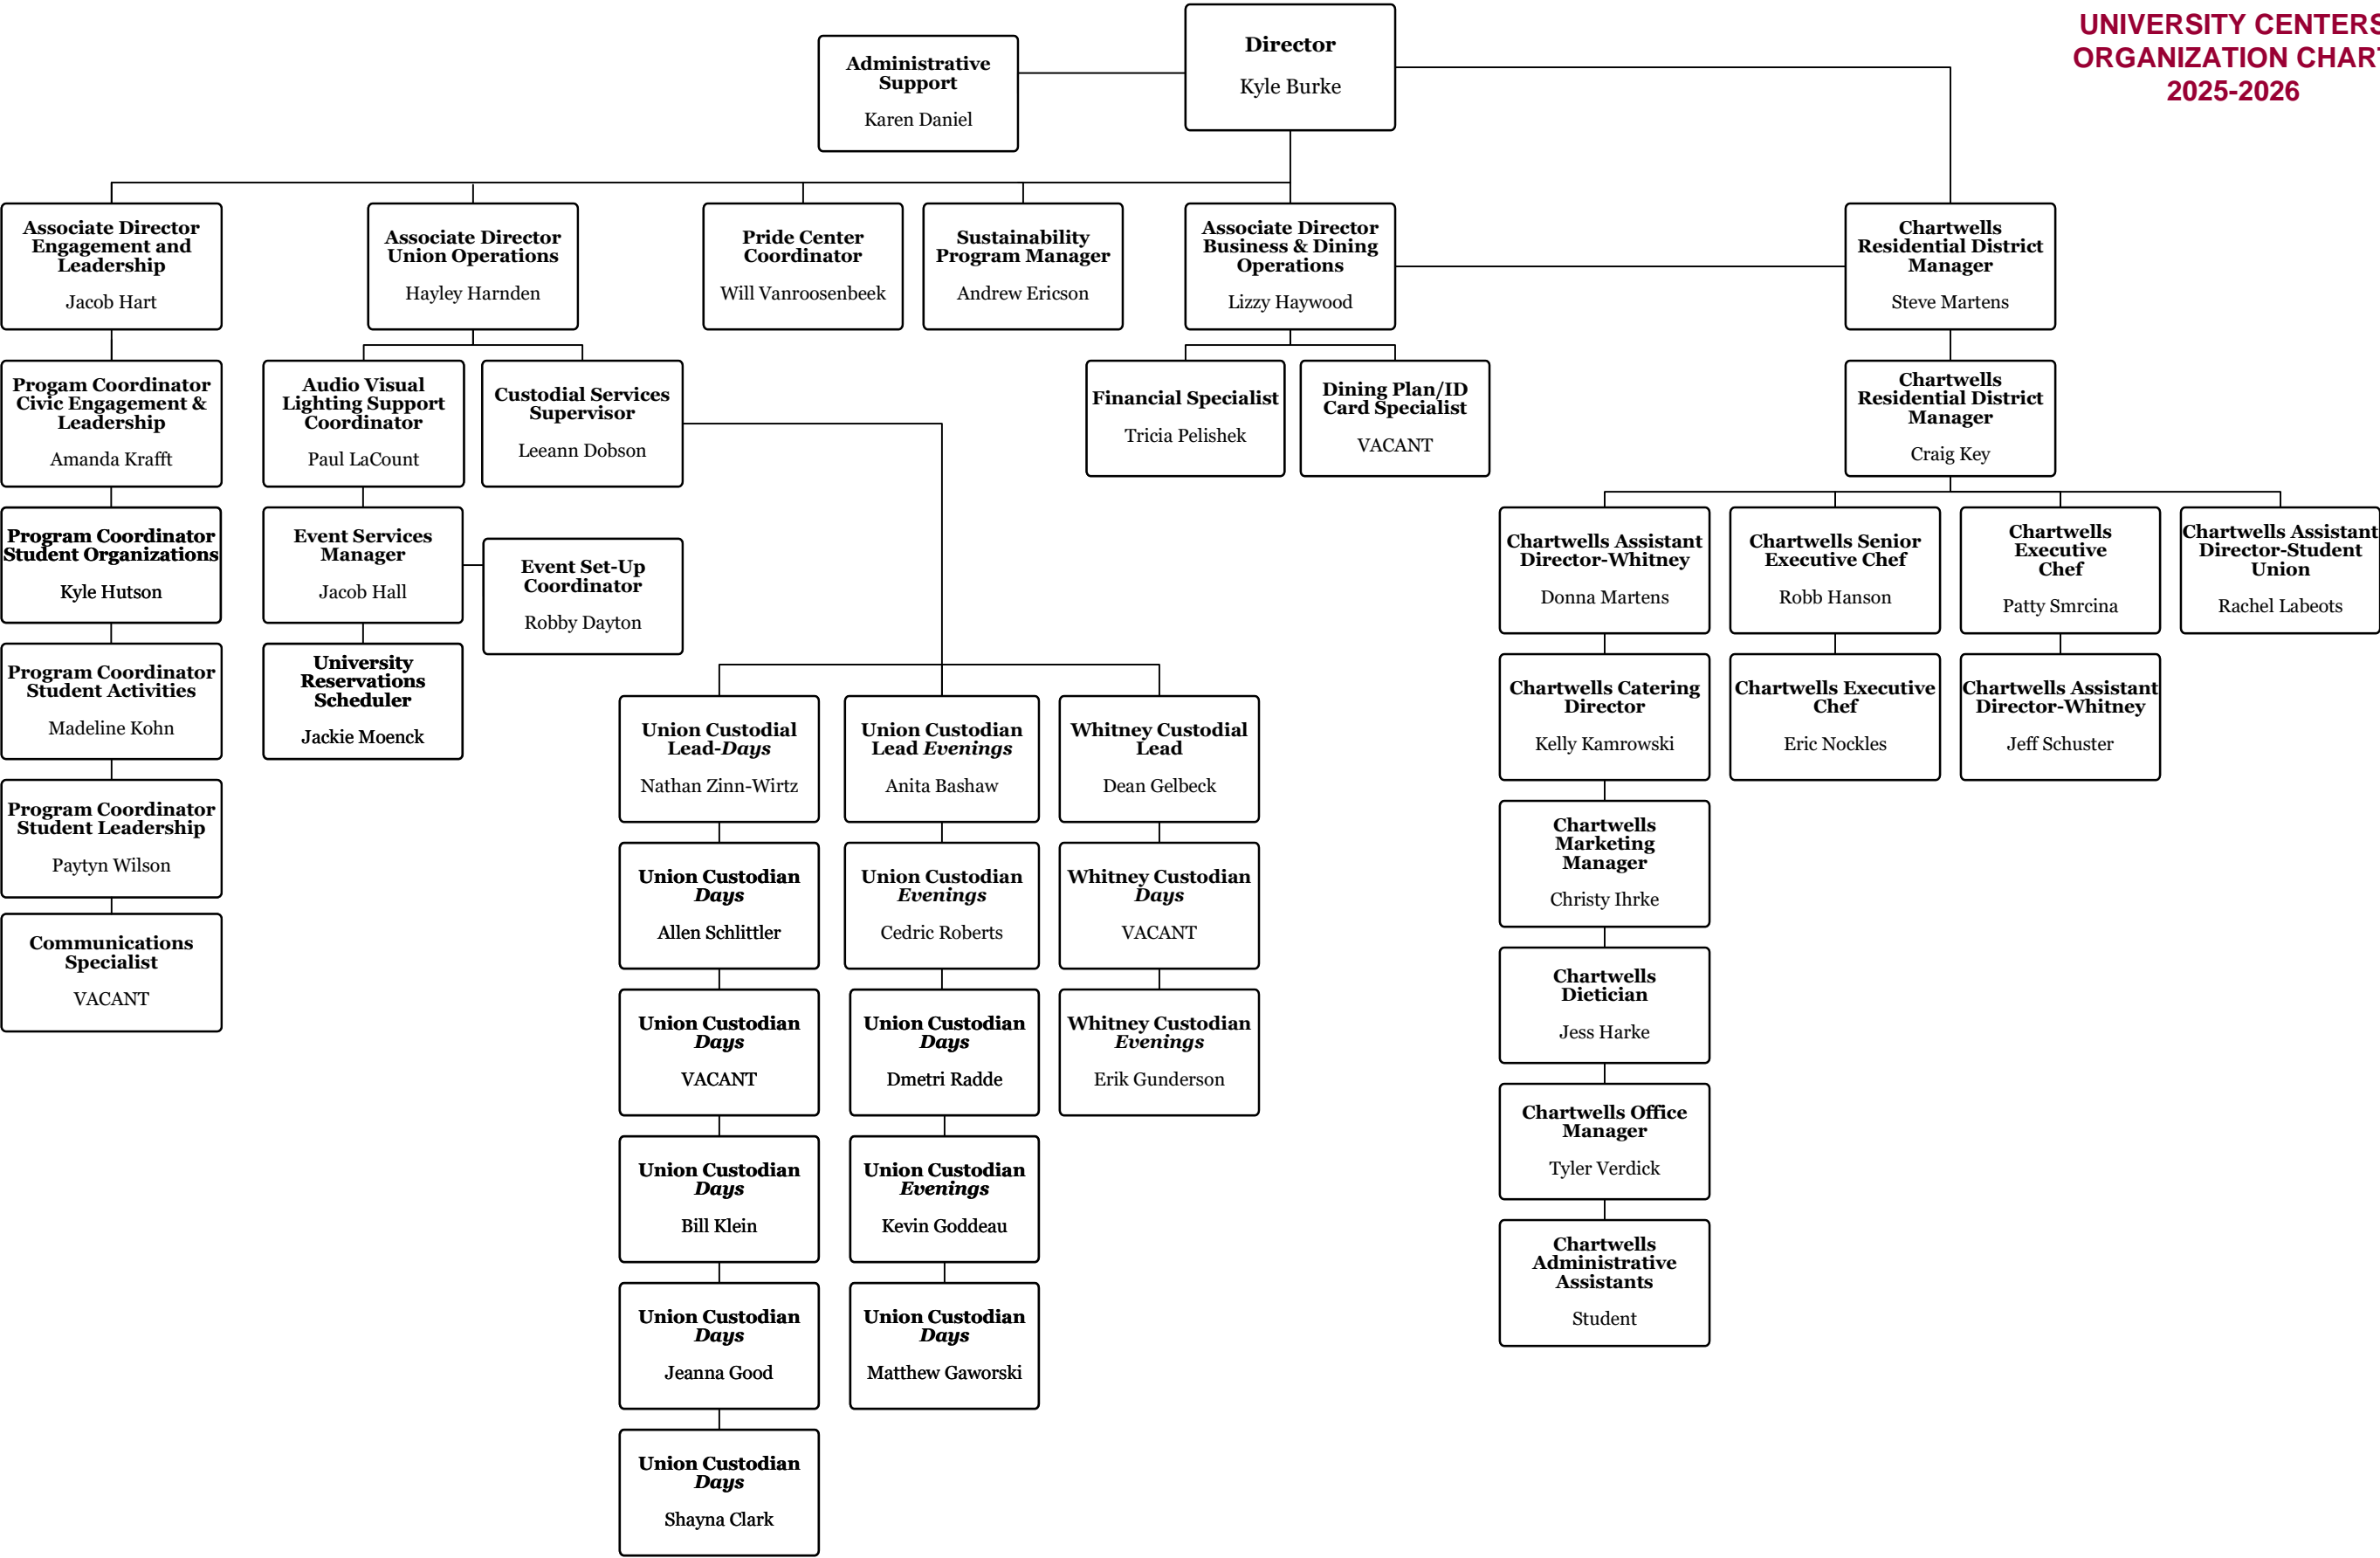 UNIVERSITY CENTERS
ORGANIZATION CHART
2025-2026
Director
Kyle Burke
Administrative
Support
Karen Daniel
Associate Director
Engagement and
Leadership
Jacob Hart
Associate Director
Union Operations
Hayley Harnden
Pride Center
Coordinator
Will Vanroosenbeek
Sustainability
Program Manager
Andrew Ericson
Associate Director
Business & Dining
Operations
Lizzy Haywood
Chartwells
Residential District
Manager
Steve Martens
Progam Coordinator
Civic Engagement &
Leadership
Amanda Krafft
Audio Visual
Lighting Support
Coordinator
Paul LaCount
Custodial Services
Supervisor
Leeann Dobson
Financial Specialist
Tricia Pelishek
Dining Plan/ID
Card Specialist
VACANT
Chartwells
Residential District
Manager
Craig Key
Program Coordinator
Student Organizations
Kyle Hutson
Event Services
Manager
Jacob Hall
Event Set-Up
Coordinator
Robby Dayton
Chartwells Assistant
Director-Whitney
Donna Martens
Chartwells Senior
Executive Chef
Robb Hanson
Chartwells
Executive
Chef
Patty Smrcina
Chartwells Assistant
Director-Student
Union
Rachel Labeots
Program Coordinator
Student Activities
Madeline Kohn
University
Reservations
Scheduler
Jackie Moenck
Union Custodial
Lead-Days
Nathan Zinn-Wirtz
Union Custodian
Lead Evenings
Anita Bashaw
Whitney Custodial
Lead
Dean Gelbeck
Chartwells Catering
Director
Kelly Kamrowski
Chartwells Executive
Chef
Eric Nockles
Chartwells Assistant
Director-Whitney
Jeff Schuster
Program Coordinator
Student Leadership
Paytyn Wilson
Union Custodian
Days
Allen Schlittler
Union Custodian
Evenings
Cedric Roberts
Whitney Custodian
Days
VACANT
Chartwells
Marketing
Manager
Christy Ihrke
Communications
Specialist
VACANT
Union Custodian
Days
VACANT
Union Custodian
Days
Dmetri Radde
Whitney Custodian
Evenings
Erik Gunderson
Chartwells
Dietician
Jess Harke
Union Custodian
Days
Bill Klein
Union Custodian
Evenings
Kevin Goddeau
Chartwells Office
Manager
Tyler Verdick
Union Custodian
Days
Jeanna Good
Union Custodian
Days
Matthew Gaworski
Chartwells
Administrative
Assistants
Student
Union Custodian
Days
Shayna Clark